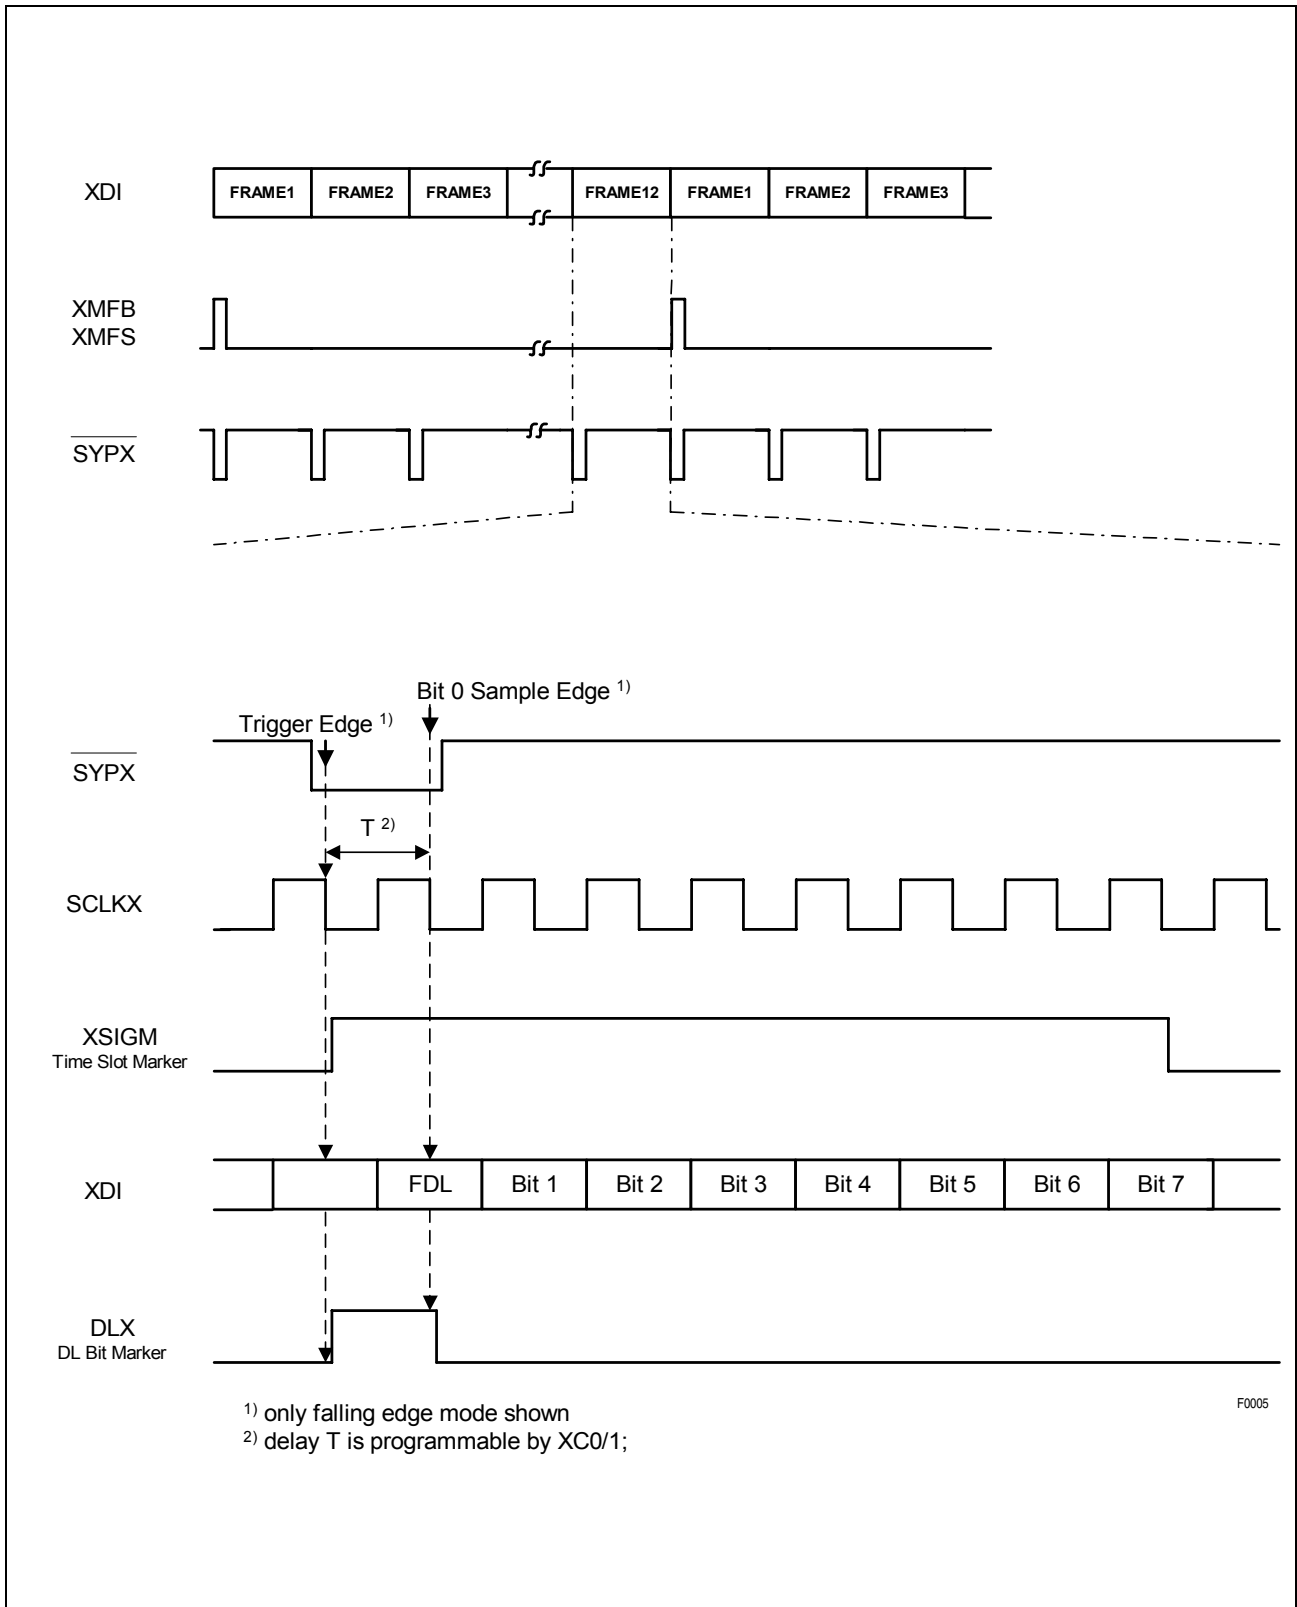 XDI
FRAME1 FRAME2 FRAME3 FRAME12 FRAME1 FRAME2 FRAME3
XMFB
XMFS
SYPX
Bit 0 Sample Edge 1)
Trigger Edge 1)
SYPX
T 2)
SCLKX
XSIGM
Time Slot Marker
XDI
FDL Bit 1 Bit 2 Bit 3 Bit 4 Bit 5 Bit 6 Bit 7
DLX
DL Bit Marker
1) only falling edge mode shown
2) delay T is programmable by XC0/1;
F0005